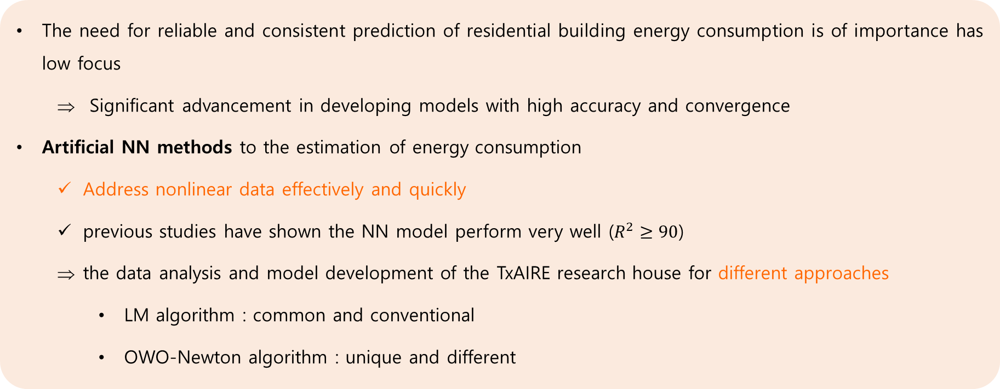 • The need for reliable and consistent prediction of residential building energy consumption is of importance has
low focus
⇒ Significant advancement in developing models with high accuracy and convergence
• Artificial NN methods to the estimation of energy consumption
✓ Address nonlinear data effectively and quickly
✓ previous studies have shown the NN model perform very well (𝑅² ≥ 90)
⇒ the data analysis and model development of the TxAIRE research house for different approaches
• LM algorithm : common and conventional
• OWO-Newton algorithm : unique and different